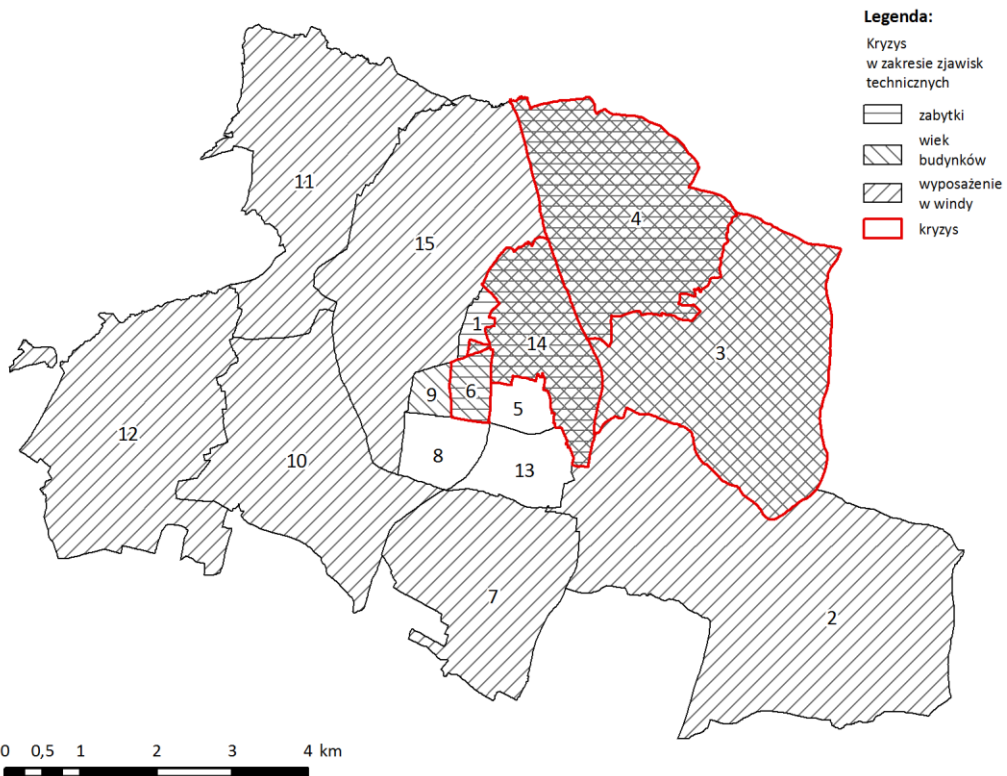 Legenda:
Kryzys
w zakresie zjawisk
technicznych
zabytki
wiek
budynków
wyposażenie
w windy
kryzys
11
4
15
1
14
3
9
6
5
12
10
8
13
7
2
0 0,5 1 2 3 4 km